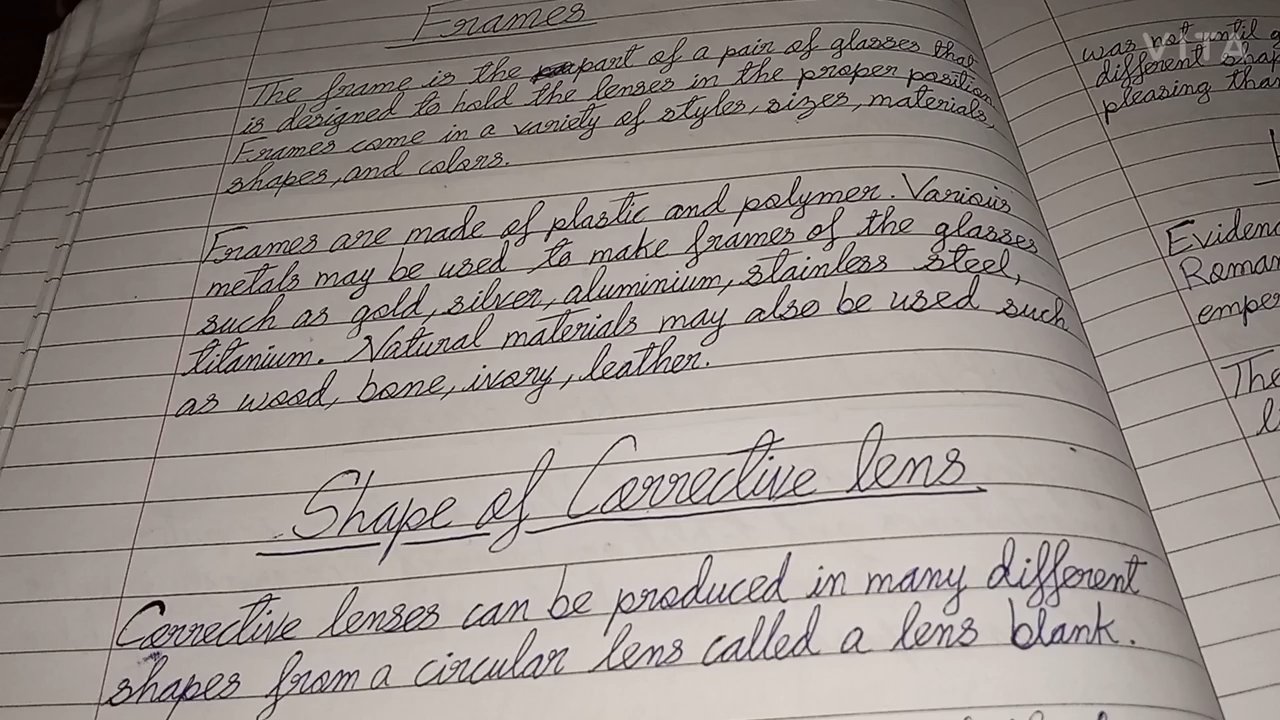 Frames
The frame is the part of a pair of glasses that
is designed to hold the lenses in the proper position
Frames come in a variety of styles, sizes, materials,
shapes, and colors.
Frames are made of plastic and polymer. Various
metals may be used to make frames of the glasses
such as gold, silver, aluminium, stainless steel,
titanium. Natural materials may also be used such
as wood, bone, ivory, leather.
Shape of Corrective lens
Corrective lenses can be produced in many different
shapes from a circular lens called a lens blank.
was not until
different shap
pleasing than
Evidenc
Roman
emper
The
VITA